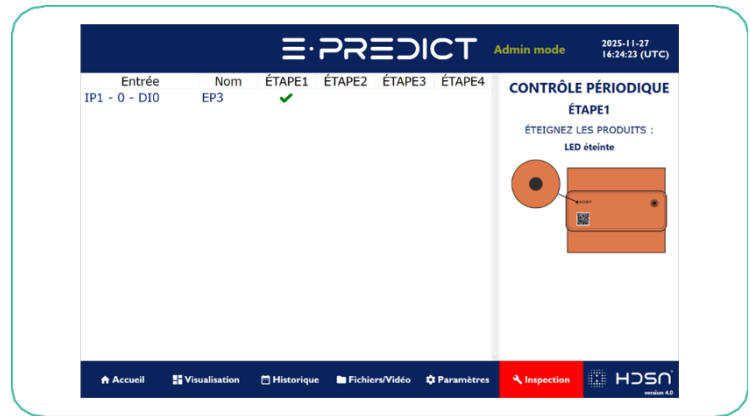 E·PREDICT
Admin mode
2025-11-27
16:24:23 (UTC)
Entrée Nom ÉTAPE1 ÉTAPE2 ÉTAPE3 ÉTAPE4
IP1 - 0 - DI0 EP3
CONTRÔLE PÉRIODIQUE
ÉTAPE1
ÉTEIGNEZ LES PRODUITS :
LED éteinte
Accueil Visualisation Historique Fichiers/Vidéo Paramètres Inspection HDSN
version 4.0